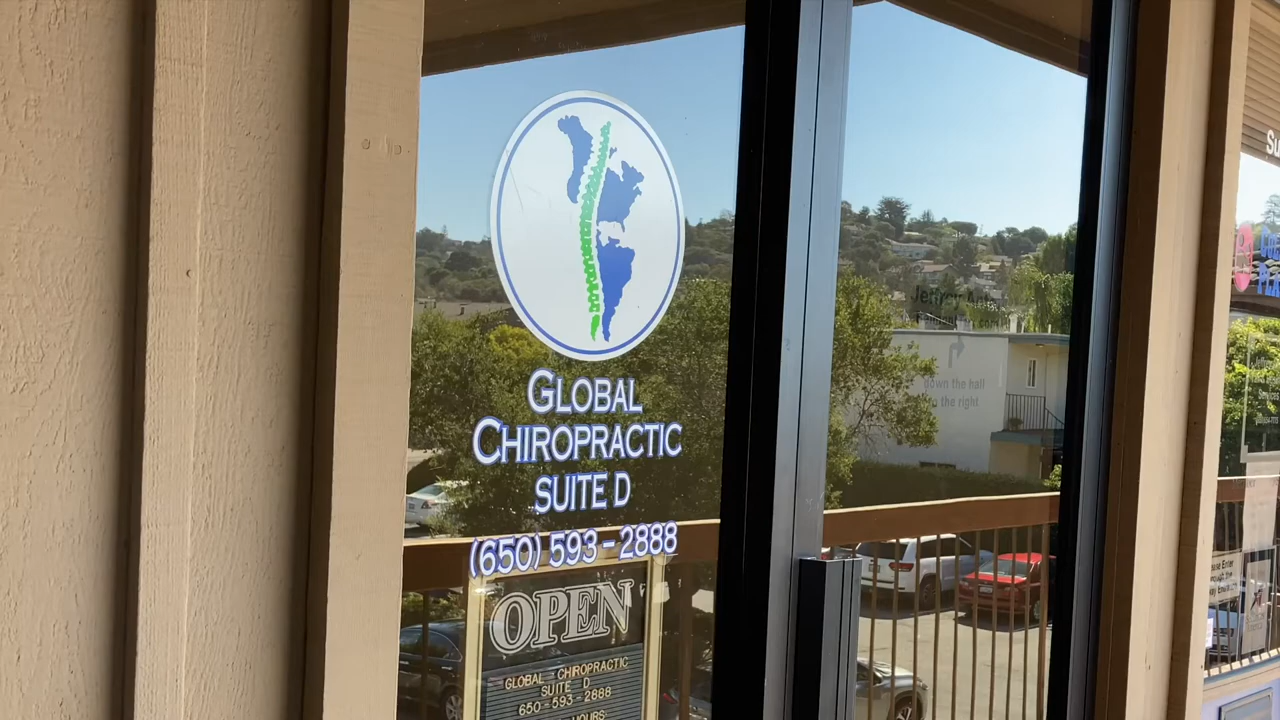 GLOBAL
CHIROPRACTIC
SUITE D
(650) 593-2888
OPEN
GLOBAL - CHIROPRACTIC
SUITE D
650-593-2888
HOURS
Jeffrey
down the hall
to the right